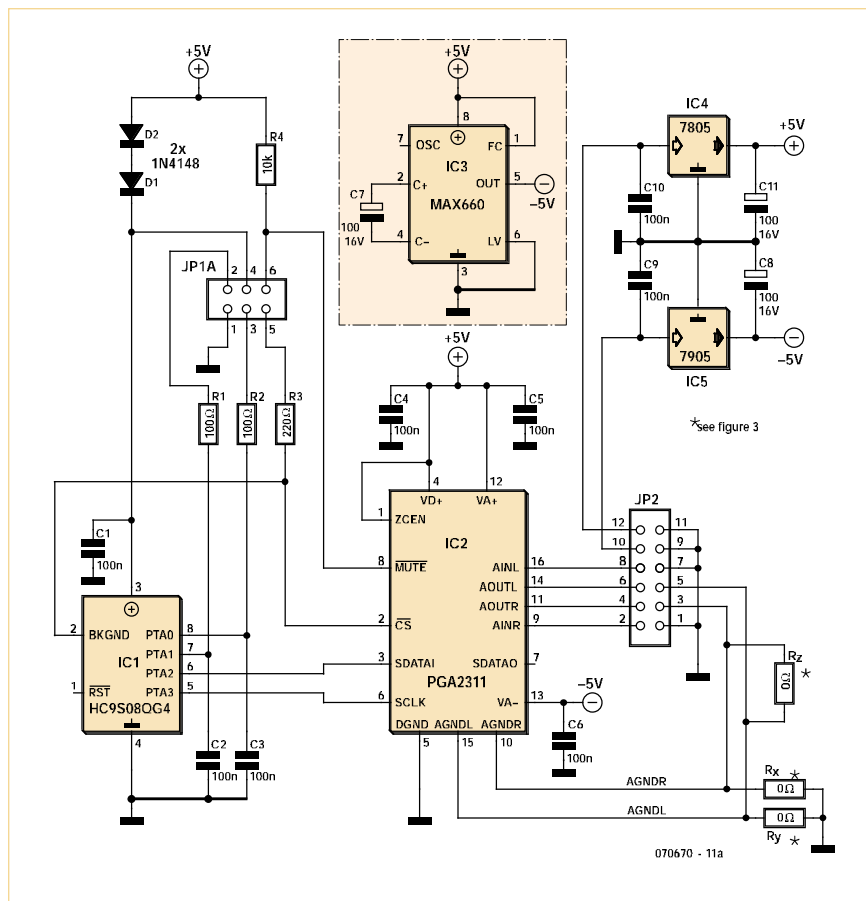 +5V
D2
2x
1N4148
D1
R4
10k
JP1A
2 4 6
1 3 5
R1
100Ω
R2
100Ω
R3
220Ω
C1
100n
3
2 BKGND
IC1
PTA0 8
PTA1 7
PTA2 6
PTA3 5
1 RST
HC9S08QG4
4
C2
100n
C3
100n
+5V
8
7 OSC
FC 1
IC3
2 C+
OUT 5
-5V
MAX660
C7
100
16V
4 C-
LV 6
3
+5V
C4
100n
C5
100n
4
12
VD+
VA+
1 ZCEN
IC2
8 MUTE
AINL 16
AOUTL 14
AOUTR 11
2 CS
AINR 9
3 SDATAI
SDATAO 7
PGA2311
6 SCLK
VA- 13
-5V
DGND AGNDL AGNDR
5 15 10
C6
100n
AGNDR
AGNDL
IC4
7805
+5V
C10
100n
C11
100
16V
C9
100n
C8
100
16V
7905
-5V
IC5
*see figure 3
JP2
12 11
10 9
8 7
6 5
4 3
2 1
Rz
0Ω *
Rx *
0Ω
0Ω
Ry *
070670 - 11a